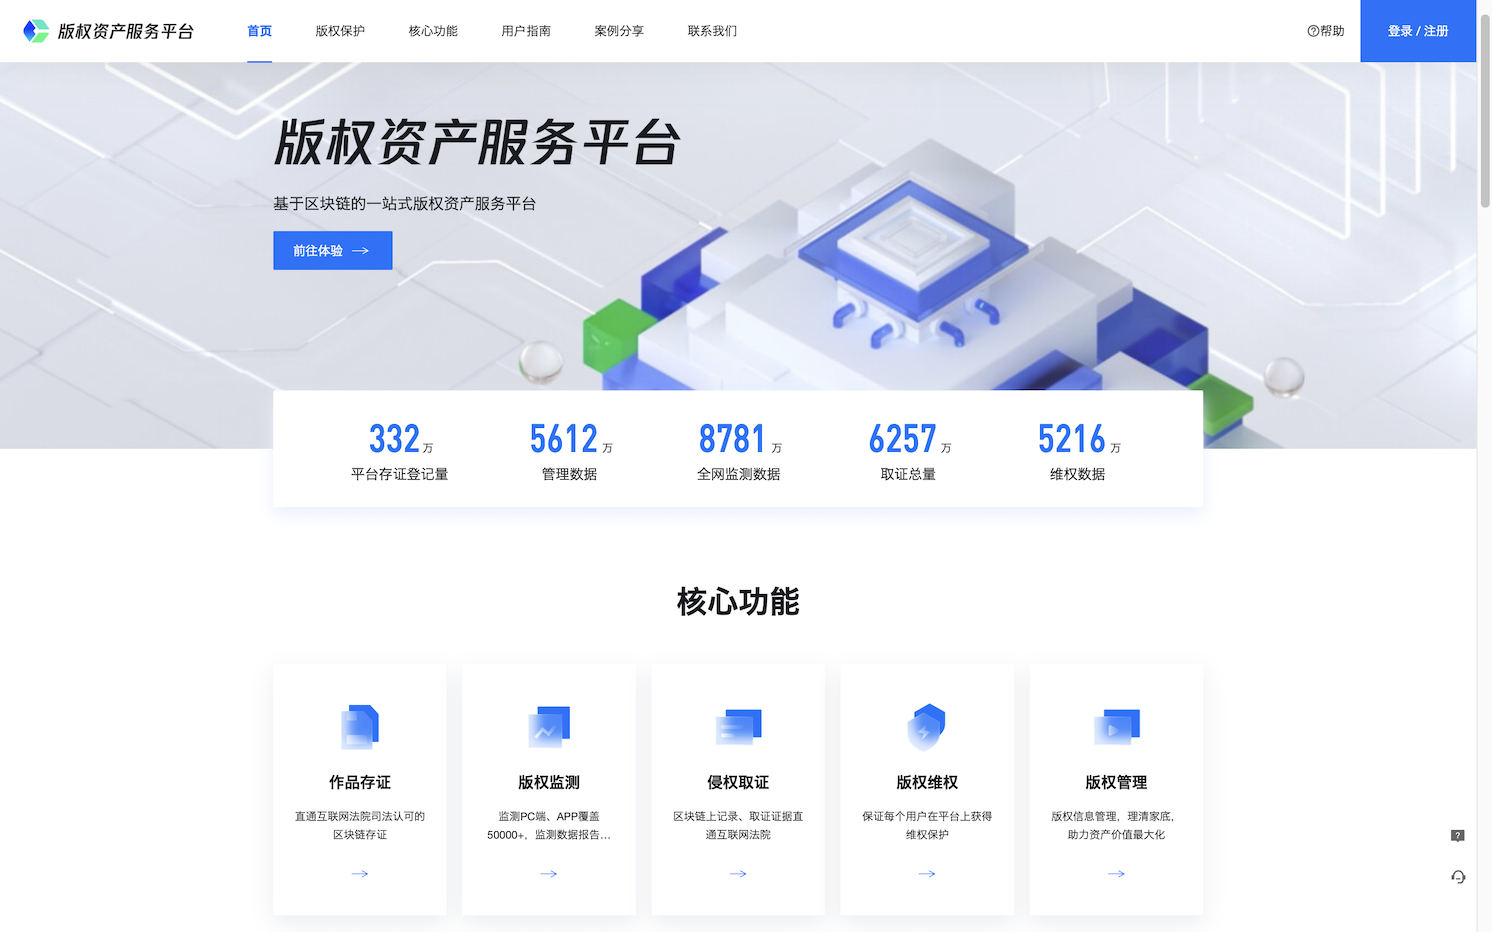 版权资产服务平台
首页 版权保护 核心功能 用户指南 案例分享 联系我们
帮助
登录 / 注册
版权资产服务平台
基于区块链的一站式版权资产服务平台
前往体验
332 万 5612 万 8781 万 6257 万 5216 万
平台存证登记量 管理数据 全网监测数据 取证总量 维权数据
核心功能
作品存证
直通互联网法院司法认可的
区块链存证
版权监测
监测PC端、APP覆盖
50000+，监测数据报告...
侵权取证
区块链上记录、取证证据直
通互联网法院
版权维权
保证每个用户在平台上获得
维权保护
版权管理
版权信息管理，理清家底，
助力资产价值最大化